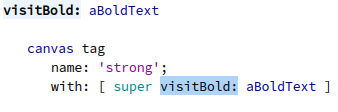 visitBold: aBoldText
canvas tag
name: 'strong';
with: [ super visitBold: aBoldText ]